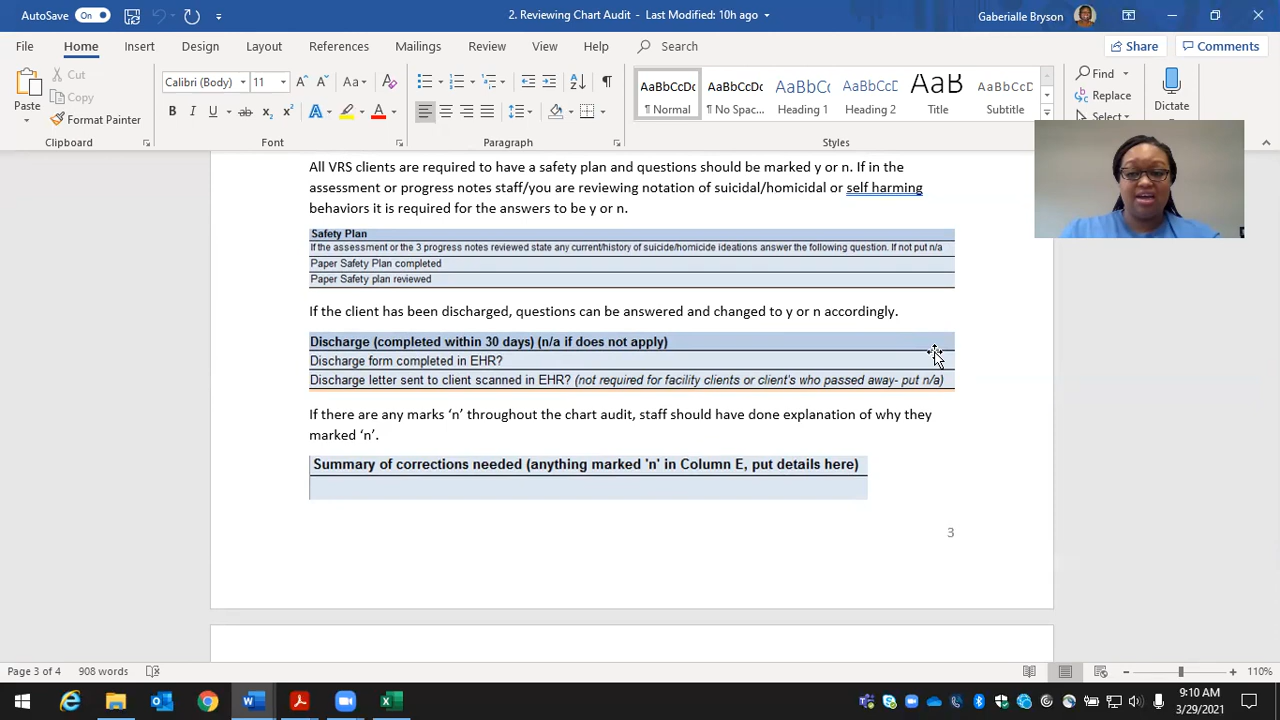 AutoSave On 2. Reviewing Chart Audit - Last Modified: 10h ago Gaberialle Bryson
File Home Insert Design Layout References Mailings Review View Help Search Share Comments
Paste Cut Copy Format Painter
Calibri (Body) 11
AaBbCcDc AaBbCcDc AaBbCc AaBbCcD AaB AaBbCcD
¶ Normal ¶ No Spac... Heading 1 Heading 2 Title Subtitle
Find Replace Select Dictate
Clipboard Font Paragraph Styles
All VRS clients are required to have a safety plan and questions should be marked y or n. If in the
assessment or progress notes staff/you are reviewing notation of suicidal/homicidal or self harming
behaviors it is required for the answers to be y or n.
Safety Plan
If the assessment or the 3 progress notes reviewed state any current/history of suicide/homicide ideations answer the following question. If not put n/a
Paper Safety Plan completed
Paper Safety plan reviewed
If the client has been discharged, questions can be answered and changed to y or n accordingly.
Discharge (completed within 30 days) (n/a if does not apply)
Discharge form completed in EHR?
Discharge letter sent to client scanned in EHR? (not required for facility clients or client's who passed away- put n/a)
If there are any marks ‘n’ throughout the chart audit, staff should have done explanation of why they
marked ‘n’.
Summary of corrections needed (anything marked 'n' in Column E, put details here)
3
Page 3 of 4 908 words 110%
9:10 AM
3/29/2021